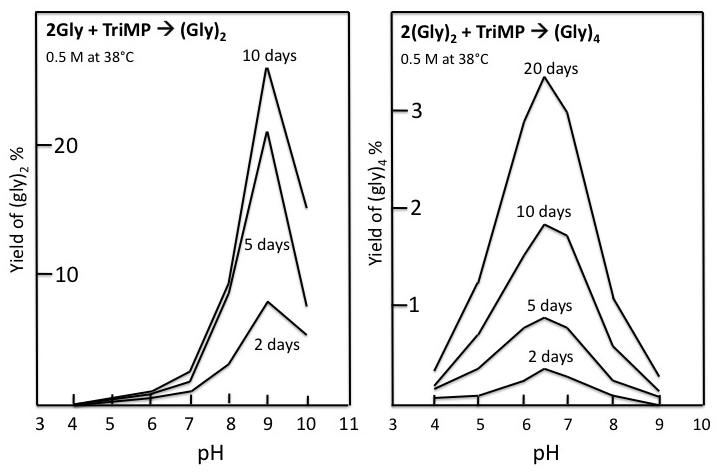 2Gly + TriMP → (Gly)₂
0.5 M at 38°C
10 days
5 days
2 days
Yield of (gly)₂ %
20
10
3 4 5 6 7 8 9 10 11
pH
2(Gly)₂ + TriMP → (Gly)₄
0.5 M at 38°C
20 days
10 days
5 days
2 days
Yield of (gly)₄ %
3
2
1
3 4 5 6 7 8 9 10
pH